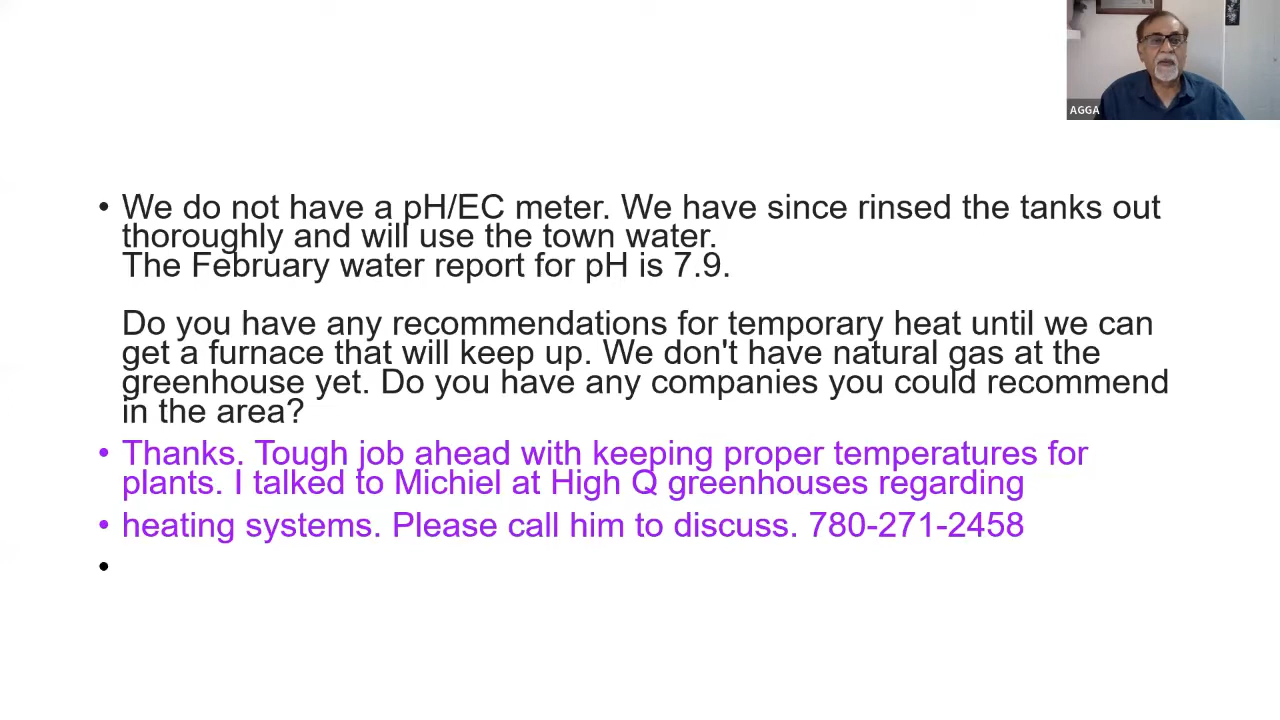 AGGA
• We do not have a pH/EC meter. We have since rinsed the tanks out
thoroughly and will use the town water.
The February water report for pH is 7.9.
Do you have any recommendations for temporary heat until we can
get a furnace that will keep up. We don't have natural gas at the
greenhouse yet. Do you have any companies you could recommend
in the area?
• Thanks. Tough job ahead with keeping proper temperatures for
plants. I talked to Michiel at High Q greenhouses regarding
• heating systems. Please call him to discuss. 780-271-2458
•